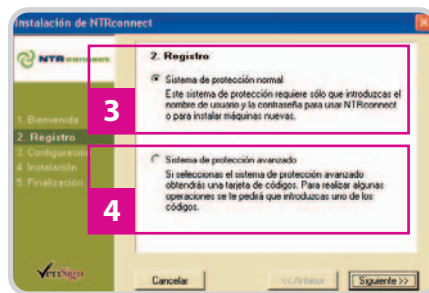 Instalación de NTRconnect
NTRconnect
2. Registro
Sistema de protección normal
Este sistema de protección requiere sólo que introduzcas el
nombre de usuario y la contraseña para usar NTRconnect
o para instalar máquinas nuevas.
3
1. Bienvenida
2. Registro
3. Configuración
4. Instalación
5. Finalización
Sistema de protección avanzado
Si seleccionas el sistema de protección avanzado
obtendrás una tarjeta de códigos. Para realizar algunas
operaciones se te pedirá que introduzcas uno de los
códigos.
4
VeriSign
Cancelar
<< Anterior
Siguiente >>